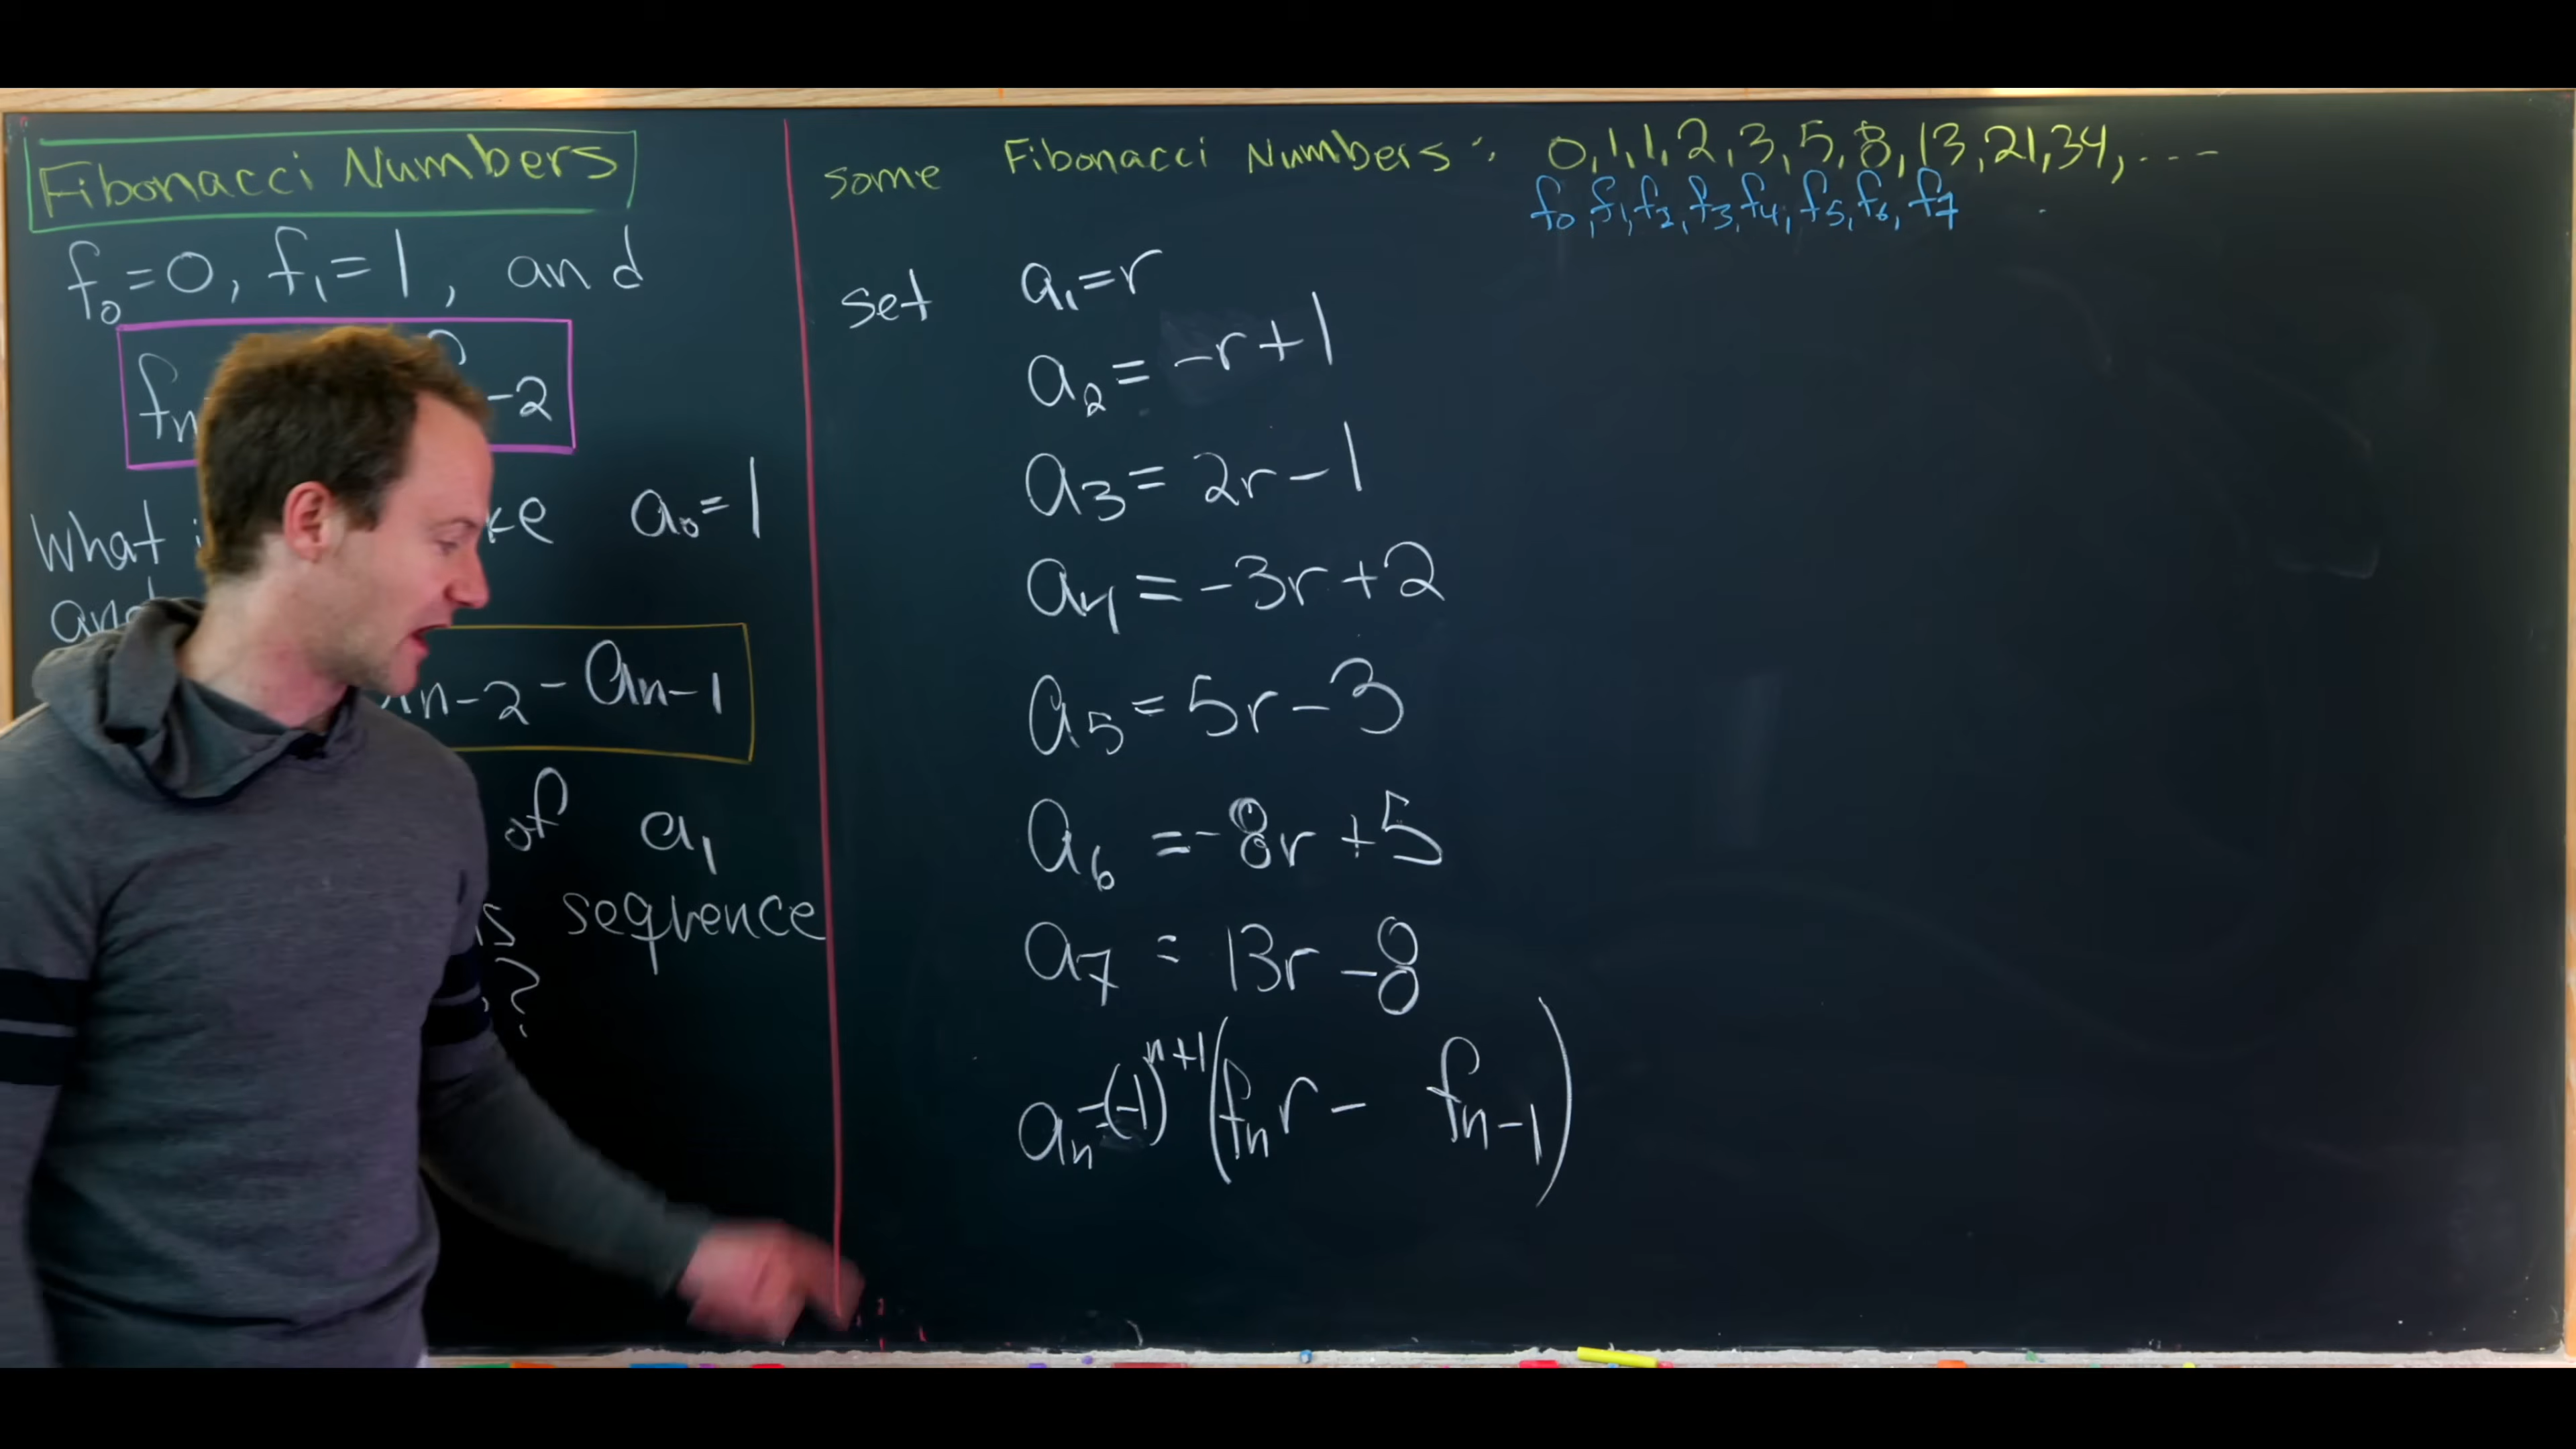 Fibonacci Numbers
f₀=0, f₁=1, and
fₙ -2
What a₀=1
and
n-2 - aₙ₋₁
of a₁
sequence
?
some Fibonacci Numbers: 0,1,1,2,3,5,8,13,21,34,...
f₀,f₁,f₂,f₃,f₄,f₅,f₆,f₇
set a₁=r
a₂=-r+1
a₃=2r-1
a₄=-3r+2
a₅=5r-3
a₆=-8r+5
a₇=13r-8
aₙ=(-1)ⁿ⁺¹(fₙr-fₙ₋₁)